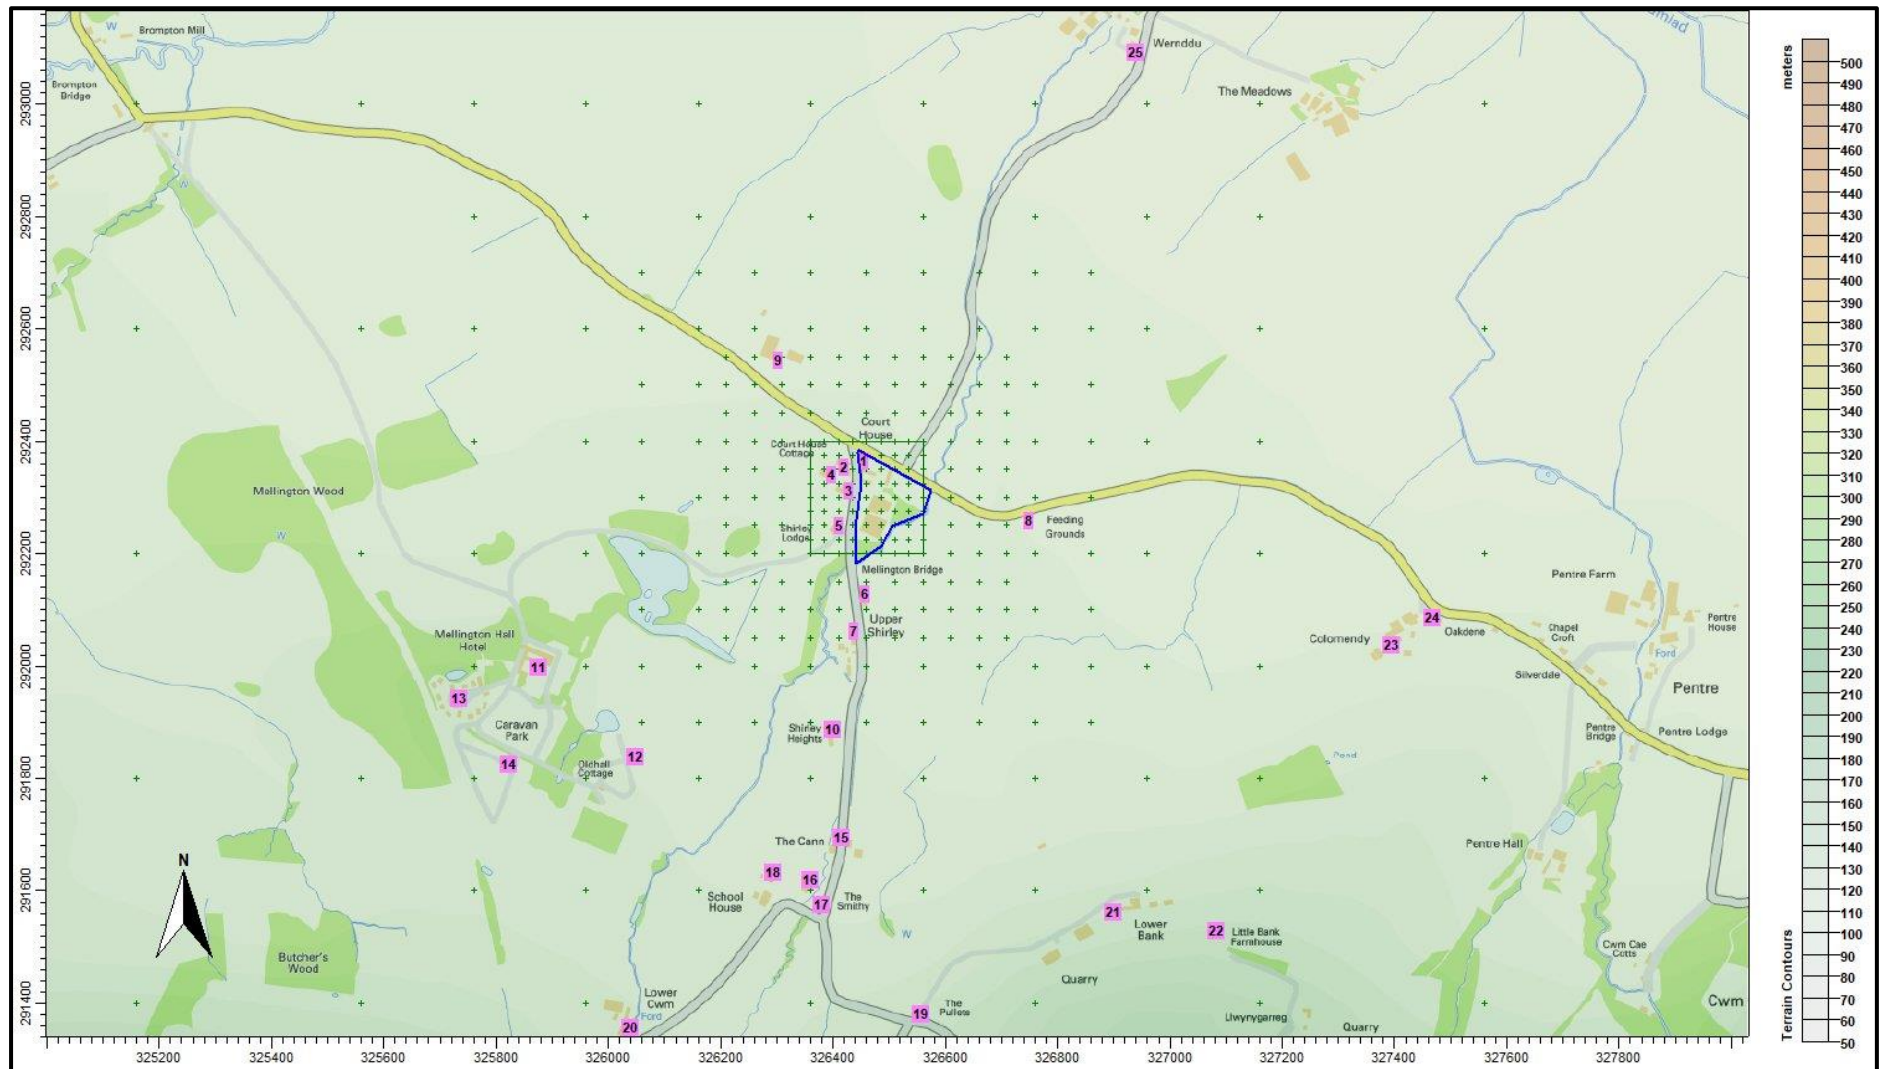 Brompton Mill
W
Brompton
Bridge
25
Wernddu
The Meadows
W
9
Court
House
Court House
Cottage
1
2
4
3
5
Shirley
Lodge
8
Feeding
Grounds
Mellington Wood
W
Mellington Bridge
6
Upper
Shirley
7
Pentre Farm
24
Oakdene
Chapel
Croft
Pentre
House
Colomendy
23
Ford
Silverdale
Pentre
Mellington Hall
Hotel
11
13
Caravan
Park
10
Shirley
Heights
Pentre
Bridge
Pentre Lodge
12
14
Oldhall
Cottage
Pond
The Cann
15
Pentre Hall
18
16
School
House
17
The
Smithy
21
Lower
Bank
22
Little Bank
Farmhouse
W
N
Butcher's
Wood
Quarry
Cwm Cae
Cotts
Lower
Cwm
Ford
20
19
The
Pullets
Llwynygarreg
Quarry
Cwm
293000
292800
292600
292400
292200
292000
291800
291600
291400
325200 325400 325600 325800 326000 326200 326400 326600 326800 327000 327200 327400 327600 327800
meters
500
490
480
470
460
450
440
430
420
410
400
390
380
370
360
350
340
330
320
310
300
290
280
270
260
250
240
230
220
210
200
190
180
170
160
150
140
130
120
110
100
90
80
70
60
50
Terrain Contours